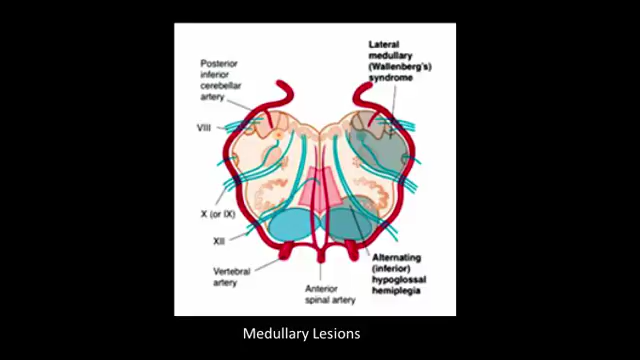 Posterior
inferior
cerebellar
artery
Lateral
medullary
(Wallenberg's)
syndrome
VIII
X (or IX)
XII
Vertebral
artery
Anterior
spinal artery
Alternating
(inferior)
hypoglossal
hemiplegia
Medullary Lesions